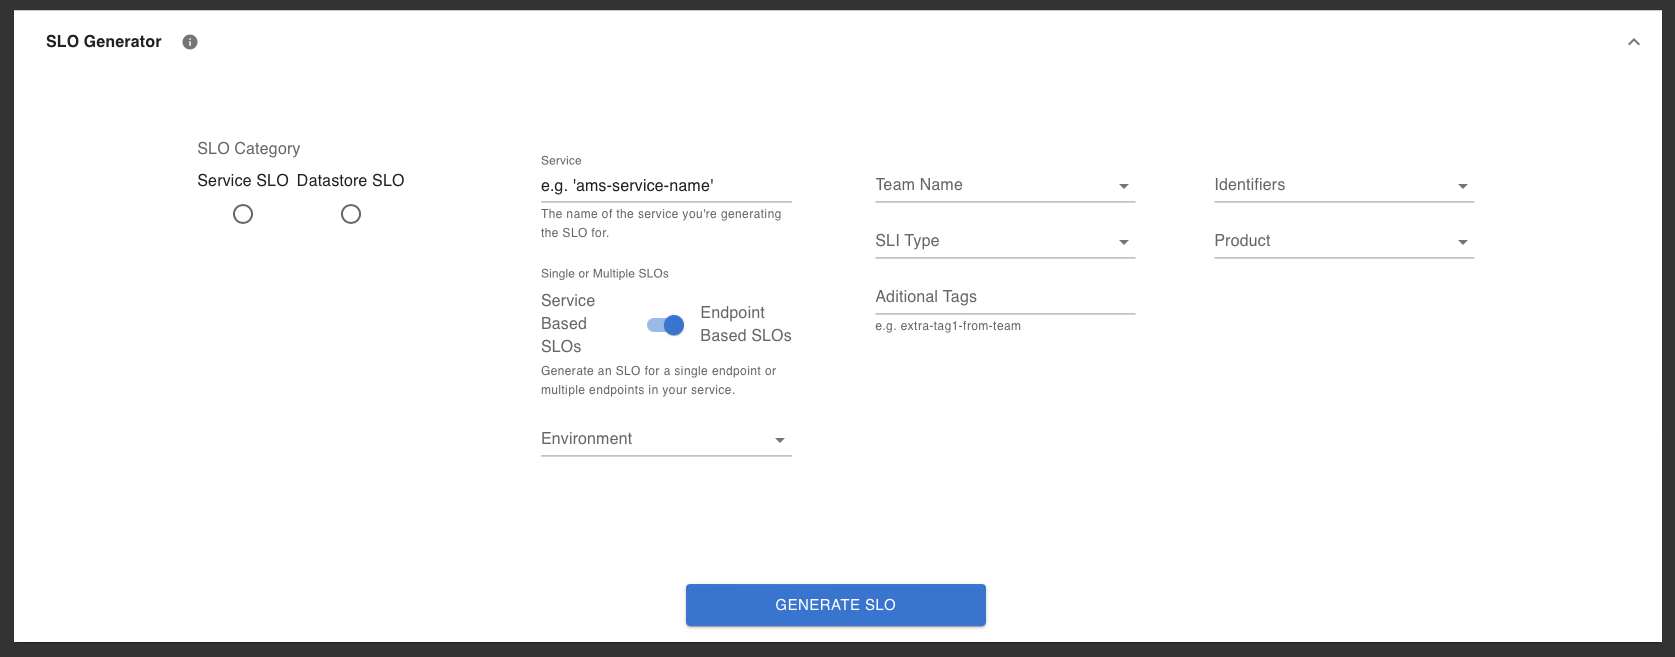 SLO Generator
SLO Category
Service SLO Datastore SLO
Service
e.g. 'ams-service-name'
The name of the service you're generating
the SLO for.
Single or Multiple SLOs
Service
Based
SLOs
Endpoint
Based SLOs
Generate an SLO for a single endpoint or
multiple endpoints in your service.
Environment
Team Name
SLI Type
Aditional Tags
e.g. extra-tag1-from-team
Identifiers
Product
GENERATE SLO